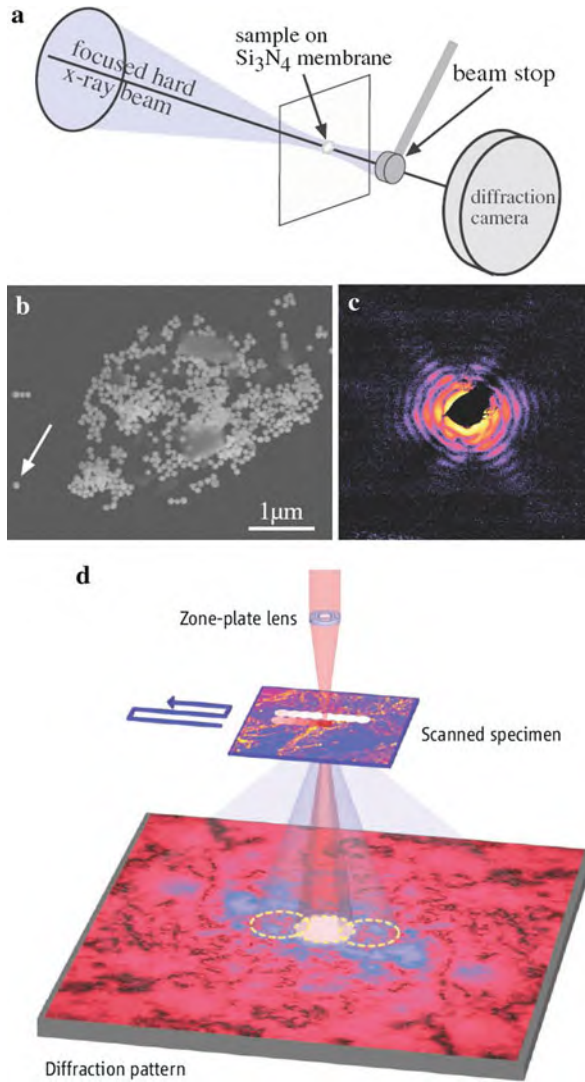 a
focused hard
x-ray beam
sample on
Si₃N₄ membrane
beam stop
diffraction
camera
b
1μm
c
d
Zone-plate lens
Scanned specimen
Diffraction pattern